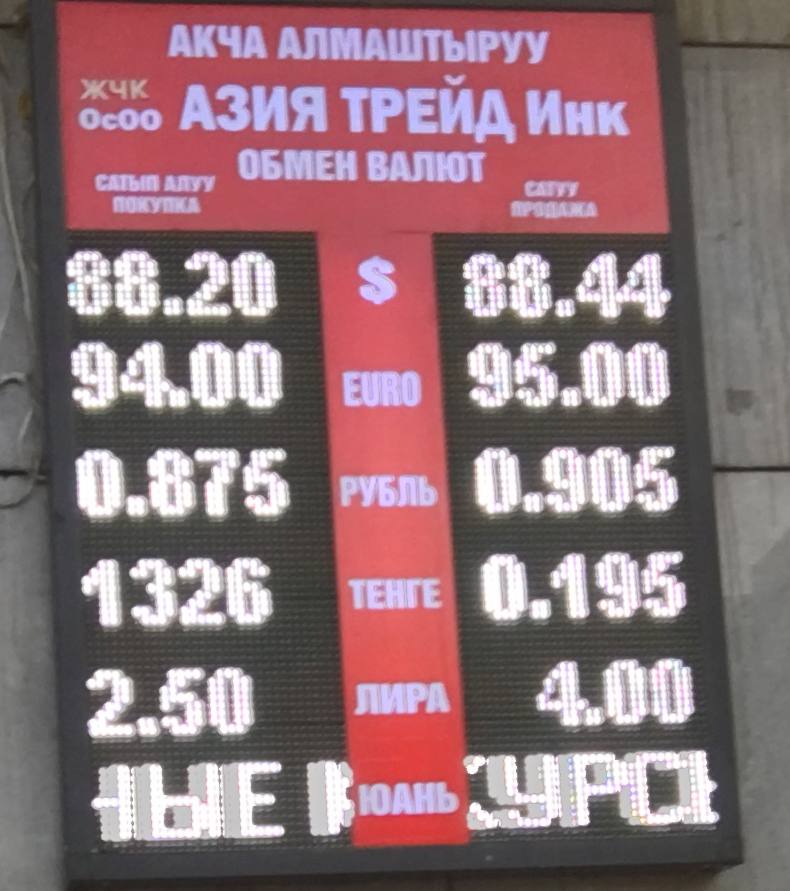 АКЧА АЛМАШТЫРУУ
ЖЧК
ОсОО АЗИЯ ТРЕЙД Инк
ОБМЕН ВАЛЮТ
САТЫП АЛУУ САТУУ
ПОКУПКА ПРОДАЖА
88.20 $ 88.44
94.00 EURO 95.00
0.875 РУБЛЬ 0.905
1326 ТЕНГЕ 0.195
2.50 ЛИРА 4.00
ЫЕ ЮАНЬ УРС